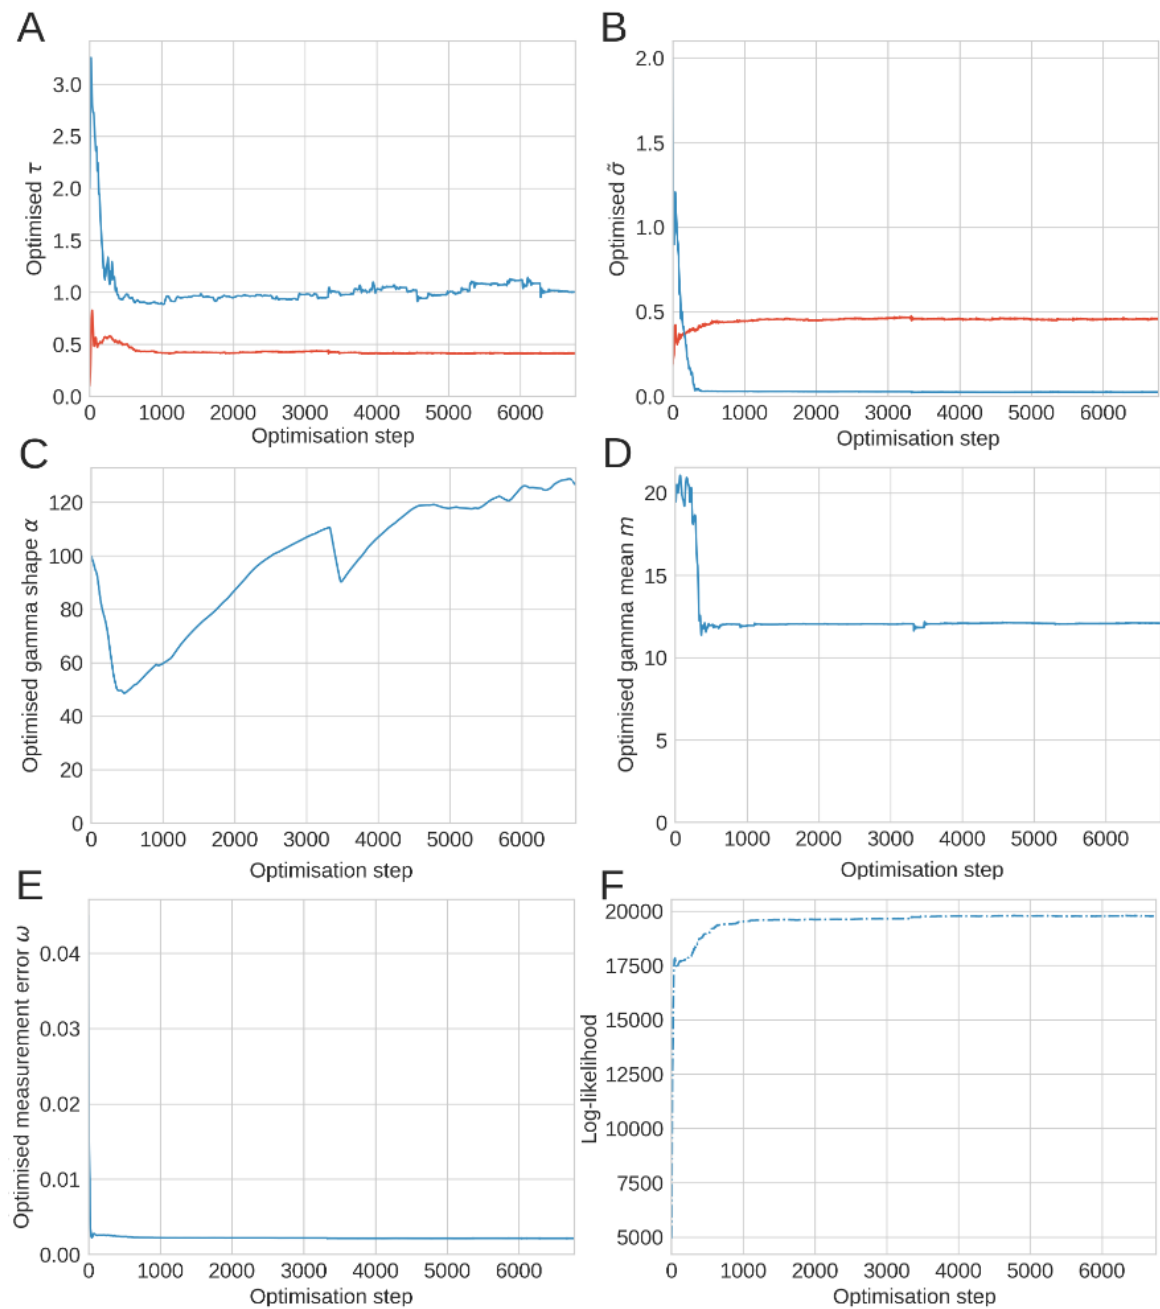 A
Optimised τ
3.0
2.5
2.0
1.5
1.0
0.5
0.0
0 1000 2000 3000 4000 5000 6000
Optimisation step
B
Optimised σ̃
2.0
1.5
1.0
0.5
0.0
0 1000 2000 3000 4000 5000 6000
Optimisation step
C
Optimised gamma shape α
120
100
80
60
40
20
0
0 1000 2000 3000 4000 5000 6000
Optimisation step
D
Optimised gamma mean m
20
15
10
5
0
0 1000 2000 3000 4000 5000 6000
Optimisation step
E
Optimised measurement error ω
0.04
0.03
0.02
0.01
0.00
0 1000 2000 3000 4000 5000 6000
Optimisation step
F
Log-likelihood
20000
17500
15000
12500
10000
7500
5000
0 1000 2000 3000 4000 5000 6000
Optimisation step